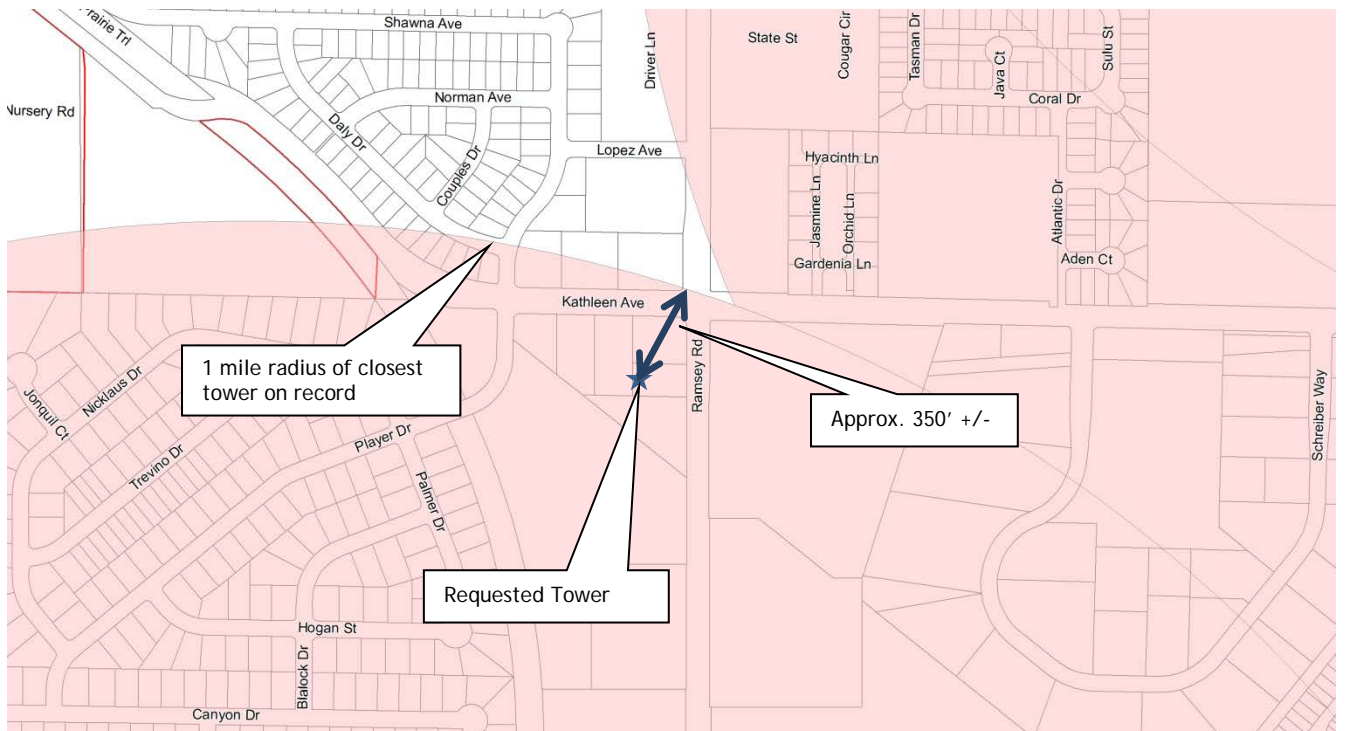 Shawna Ave
Prairie Trl
Driver Ln
State St
Cougar Cir
Tasman Dr
Java Ct
Sulu St
Nursery Rd
Norman Ave
Coral Dr
Daly Dr
Couples Dr
Lopez Ave
Hyacinth Ln
Jasmine Ln
Orchid Ln
Atlantic Dr
Gardenia Ln
Aden Ct
Kathleen Ave
1 mile radius of closest
tower on record
Ramsey Rd
Approx. 350' +/-
Jonquil Ct
Nicklaus Dr
Trevino Dr
Player Dr
Palmer Dr
Schreiber Way
Requested Tower
Hogan St
Blalock Dr
Canyon Dr